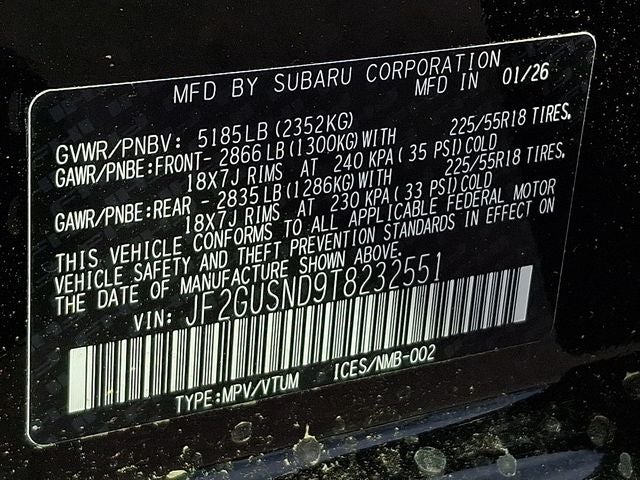 MFD BY SUBARU CORPORATION
MFD IN 01/26
GVWR/PNBV: 5185LB (2352KG)
GAWR/PNBE:FRONT- 2866 LB (1300KG) WITH 225/55R18 TIRES,
18X7J RIMS AT 240 KPA ( 35 PSI) COLD
GAWR/PNBE:REAR - 2835 LB (1286KG) WITH 225/55R18 TIRES,
18X7J RIMS AT 230 KPA ( 33 PSI) COLD
THIS VEHICLE CONFORMS TO ALL APPLICABLE FEDERAL MOTOR
VEHICLE SAFETY AND THEFT PREVENTION STANDARDS IN EFFECT ON
THE DATE OF MANUFACTURE SHOWN ABOVE.
VIN: JF2GUSND9T8232551
TYPE:MPV/VTUM ICES/NMB-002